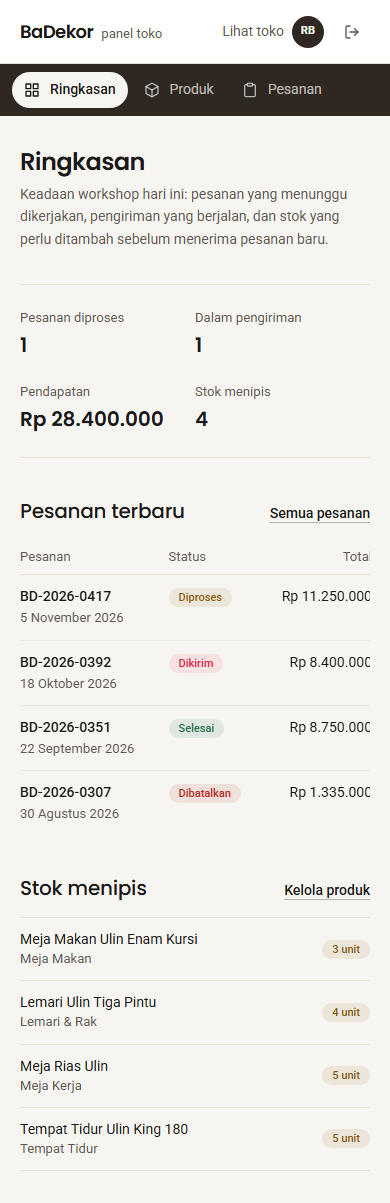 BaDekor panel toko
Lihat toko
RB
Ringkasan
Produk
Pesanan
Ringkasan
Keadaan workshop hari ini: pesanan yang menunggu
dikerjakan, pengiriman yang berjalan, dan stok yang
perlu ditambah sebelum menerima pesanan baru.
Pesanan diproses
1
Dalam pengiriman
1
Pendapatan
Rp 28.400.000
Stok menipis
4
Pesanan terbaru
Semua pesanan
Pesanan Status Total
BD-2026-0417 Diproses Rp 11.250.000
5 November 2026
BD-2026-0392 Dikirim Rp 8.400.000
18 Oktober 2026
BD-2026-0351 Selesai Rp 8.750.000
22 September 2026
BD-2026-0307 Dibatalkan Rp 1.335.000
30 Agustus 2026
Stok menipis
Kelola produk
Meja Makan Ulin Enam Kursi
Meja Makan
3 unit
Lemari Ulin Tiga Pintu
Lemari & Rak
4 unit
Meja Rias Ulin
Meja Kerja
5 unit
Tempat Tidur Ulin King 180
Tempat Tidur
5 unit